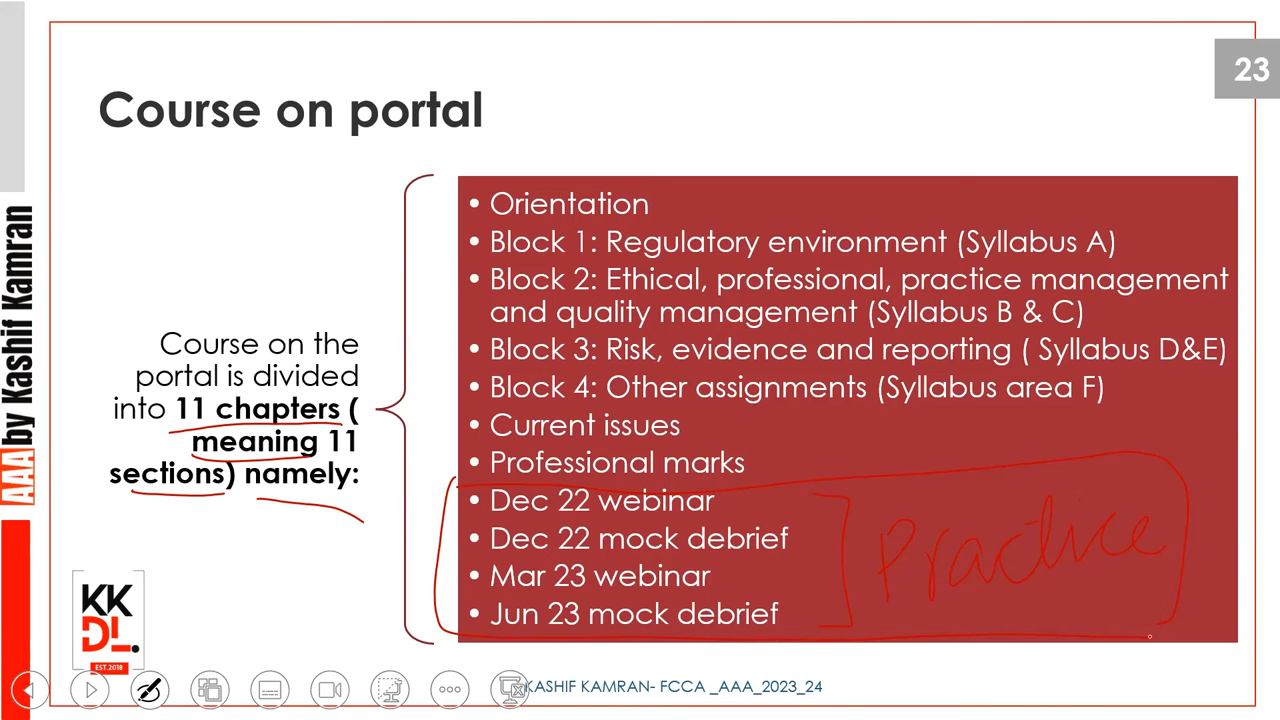 23
Course on portal
AAA by Kashif Kamran
Course on the
portal is divided
into 11 chapters (
meaning 11
sections) namely:
• Orientation
• Block 1: Regulatory environment (Syllabus A)
• Block 2: Ethical, professional, practice management
and quality management (Syllabus B & C)
• Block 3: Risk, evidence and reporting ( Syllabus D&E)
• Block 4: Other assignments (Syllabus area F)
• Current issues
• Professional marks
• Dec 22 webinar
• Dec 22 mock debrief
• Mar 23 webinar
• Jun 23 mock debrief
Practice
KK
DL.
EST.2018
KASHIF KAMRAN- FCCA _AAA_2023_24